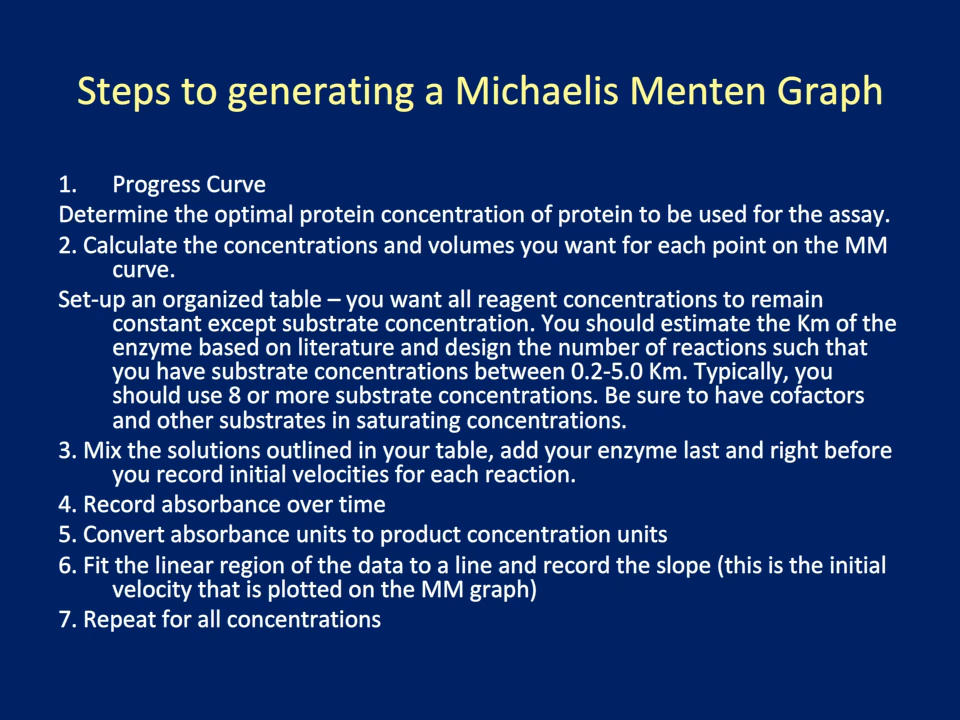 Steps to generating a Michaelis Menten Graph
1. Progress Curve
Determine the optimal protein concentration of protein to be used for the assay.
2. Calculate the concentrations and volumes you want for each point on the MM
curve.
Set-up an organized table – you want all reagent concentrations to remain
constant except substrate concentration. You should estimate the Km of the
enzyme based on literature and design the number of reactions such that
you have substrate concentrations between 0.2-5.0 Km. Typically, you
should use 8 or more substrate concentrations. Be sure to have cofactors
and other substrates in saturating concentrations.
3. Mix the solutions outlined in your table, add your enzyme last and right before
you record initial velocities for each reaction.
4. Record absorbance over time
5. Convert absorbance units to product concentration units
6. Fit the linear region of the data to a line and record the slope (this is the initial
velocity that is plotted on the MM graph)
7. Repeat for all concentrations